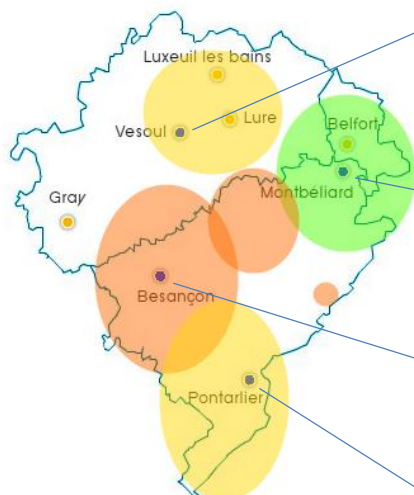 Luxeuil les bains
Lure
Vesoul
Belfort
Montbéliard
Gray
Besançon
Pontarlier